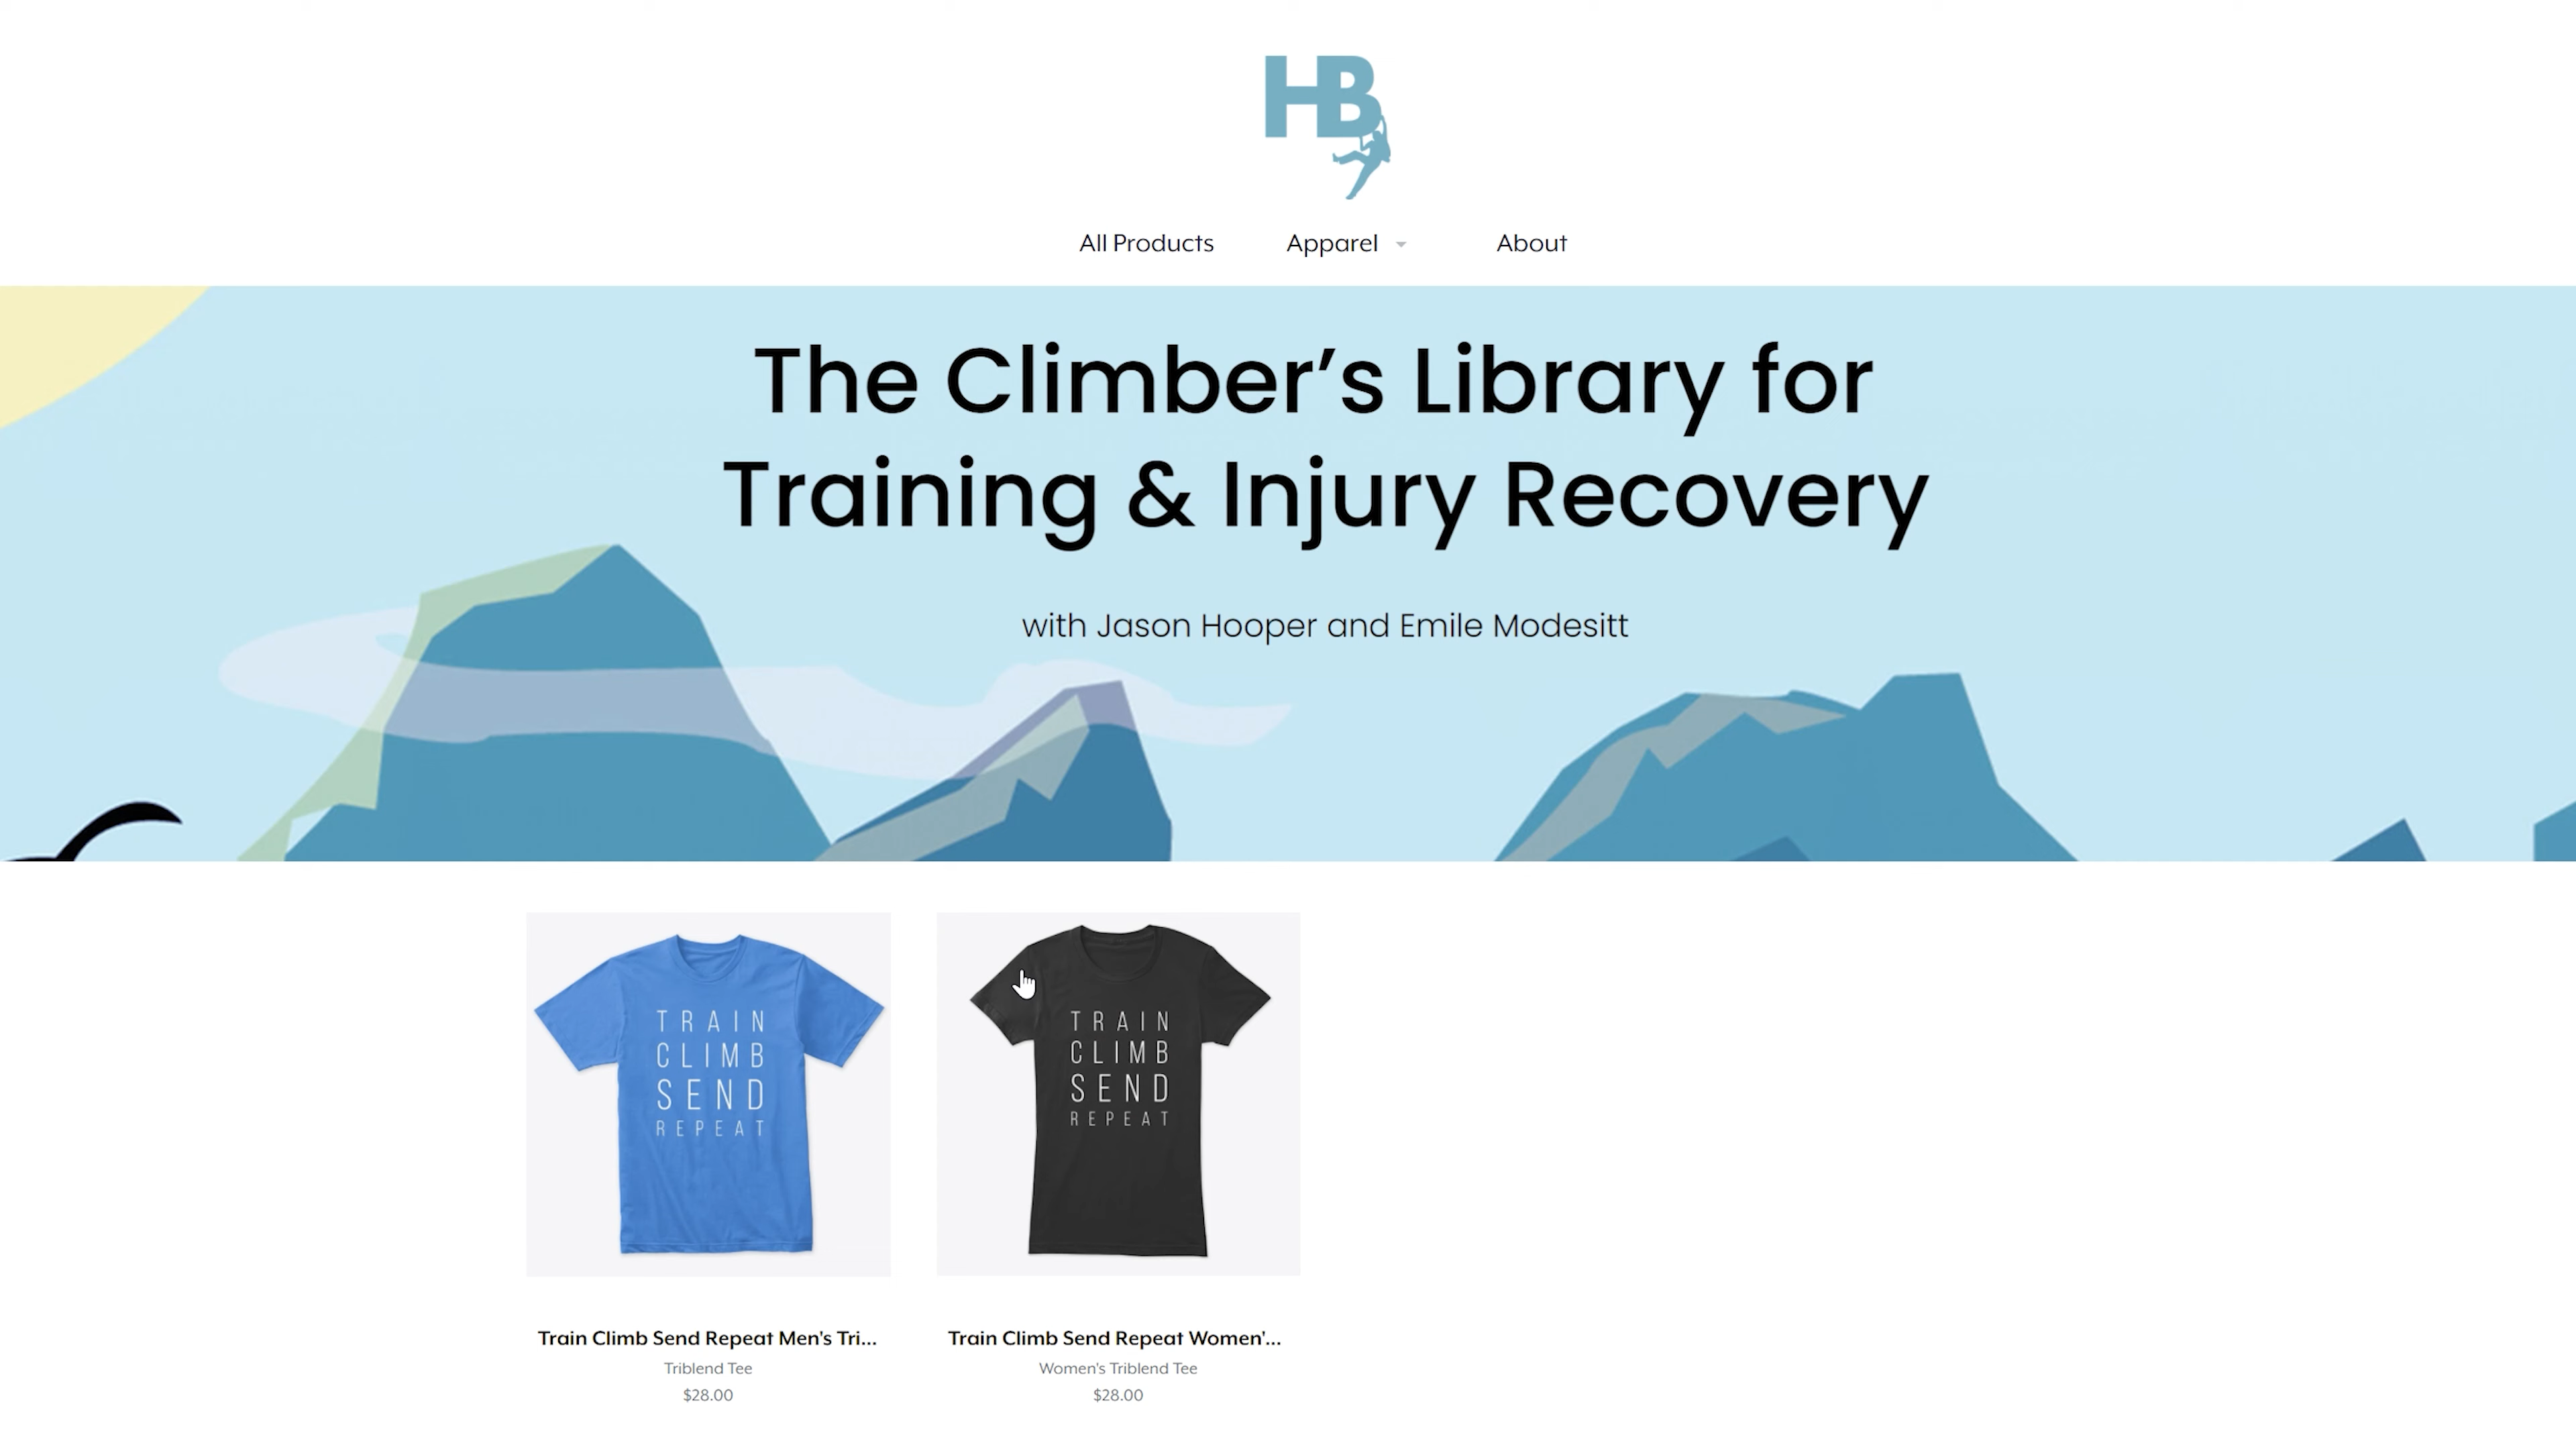 HB
All Products
Apparel
About
The Climber’s Library for
Training & Injury Recovery
with Jason Hooper and Emile Modesitt
TRAIN
CLIMB
SEND
REPEAT
TRAIN
CLIMB
SEND
REPEAT
Train Climb Send Repeat Men's Tri...
Triblend Tee
$28.00
Train Climb Send Repeat Women'...
Women's Triblend Tee
$28.00